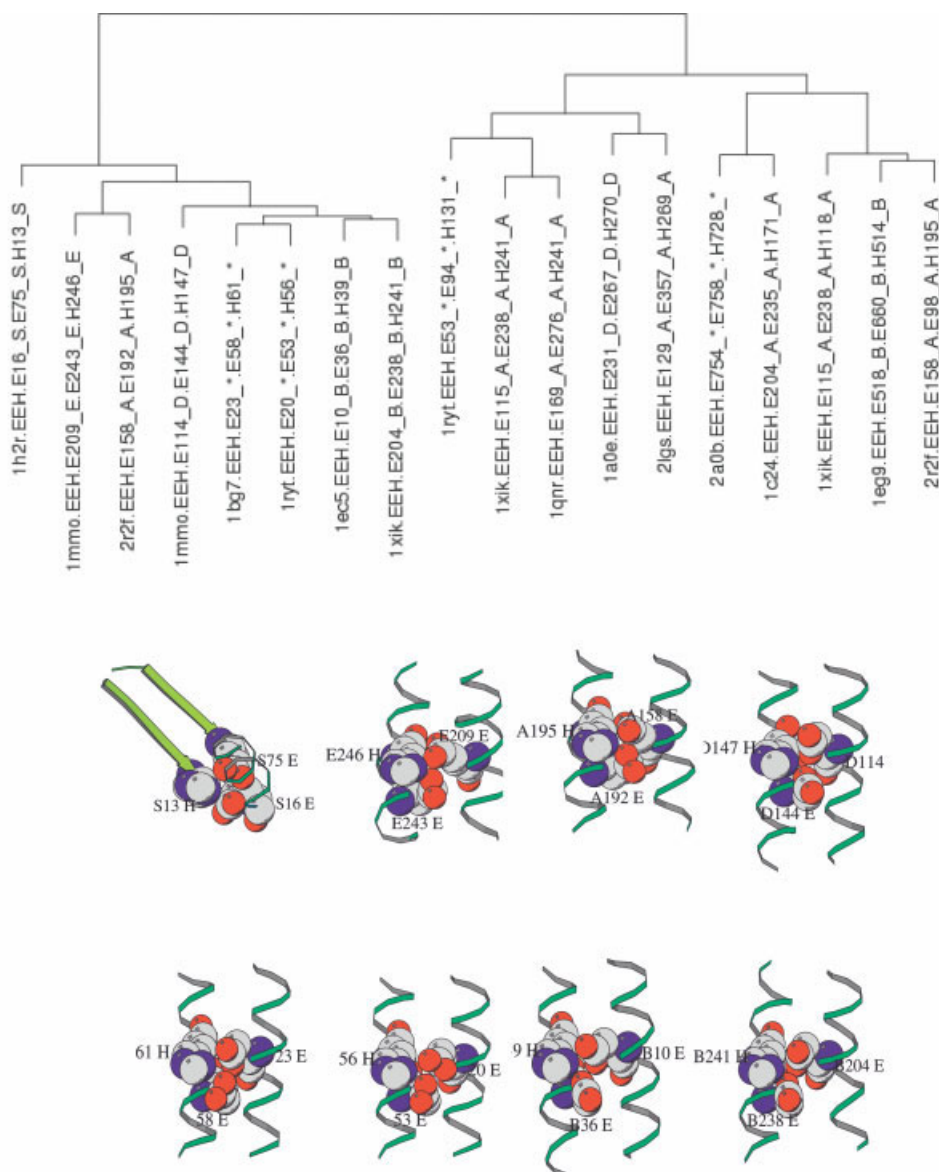 1h2r.EEH.E16_S.E75_S.H13_S
1mmo.EEH.E209_E.E243_E.H246_E
2r2f.EEH.E158_A.E192_A.H195_A
1mmo.EEH.E114_D.E144_D.H147_D
1bg7.EEH.E23_*.E58_*.H61_*
1ryt.EEH.E20_*.E53_*.H56_*
1ec5.EEH.E10_B.E36_B.H39_B
1xik.EEH.E204_B.E238_B.H241_B
1ryt.EEH.E53_*.E94_*.H131_*
1xik.EEH.E115_A.E238_A.H241_A
1qnr.EEH.E169_A.E276_A.H241_A
1a0e.EEH.E231_D.E267_D.H270_D
2lgs.EEH.E129_A.E357_A.H269_A
2a0b.EEH.E754_*.E758_*.H728_*
1c24.EEH.E204_A.E235_A.H171_A
1xik.EEH.E115_A.E238_A.H118_A
1eg9.EEH.E518_B.E660_B.H514_B
2r2f.EEH.E158_A.E98_A.H195_A
S75 E
S13 H
S16 E
E209 E
E246 H
E243 E
A158 E
A195 H
A192 E
D147 H
D114
D144 E
61 H
23 E
58 E
56 H
0 E
53 E
9 H
B10 E
B36 E
B241 H
B204 E
B238 E